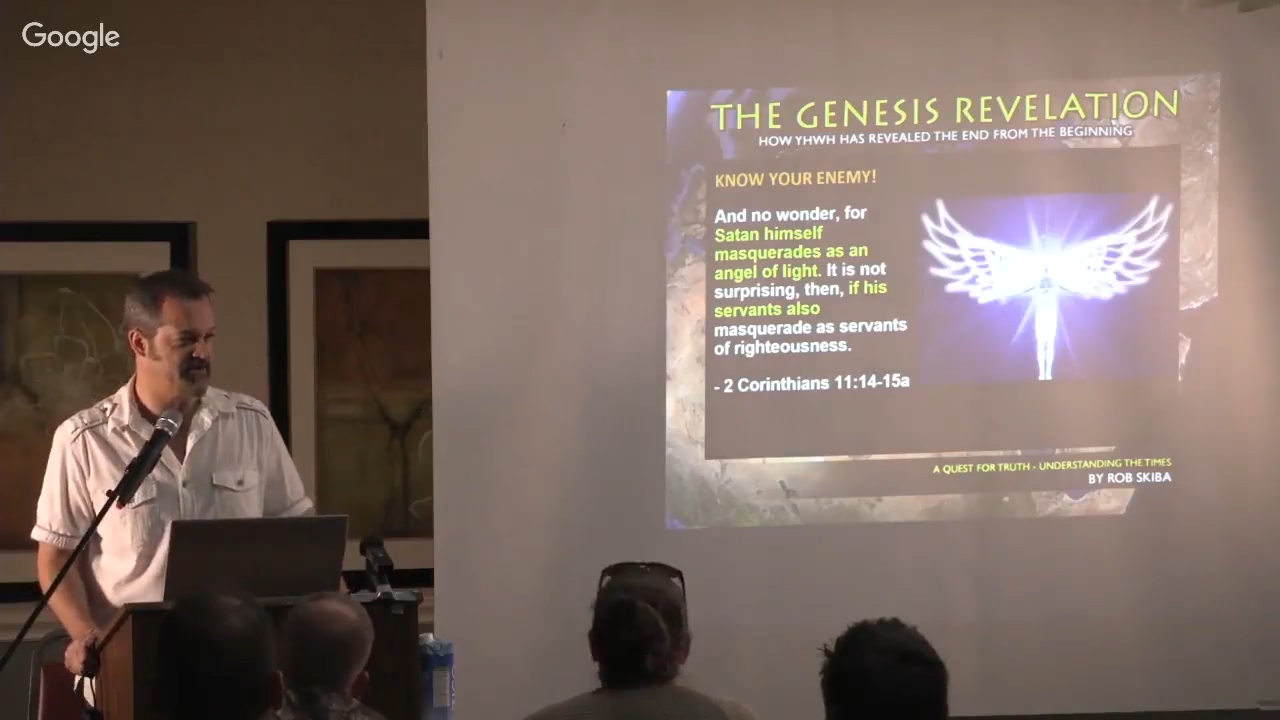 Google
THE GENESIS REVELATION
HOW YHWH HAS REVEALED THE END FROM THE BEGINNING
KNOW YOUR ENEMY!
And no wonder, for
Satan himself
masquerades as an
angel of light. It is not
surprising, then, if his
servants also
masquerade as servants
of righteousness.
- 2 Corinthians 11:14-15a
A QUEST FOR TRUTH - UNDERSTANDING THE TIMES
BY ROB SKIBA